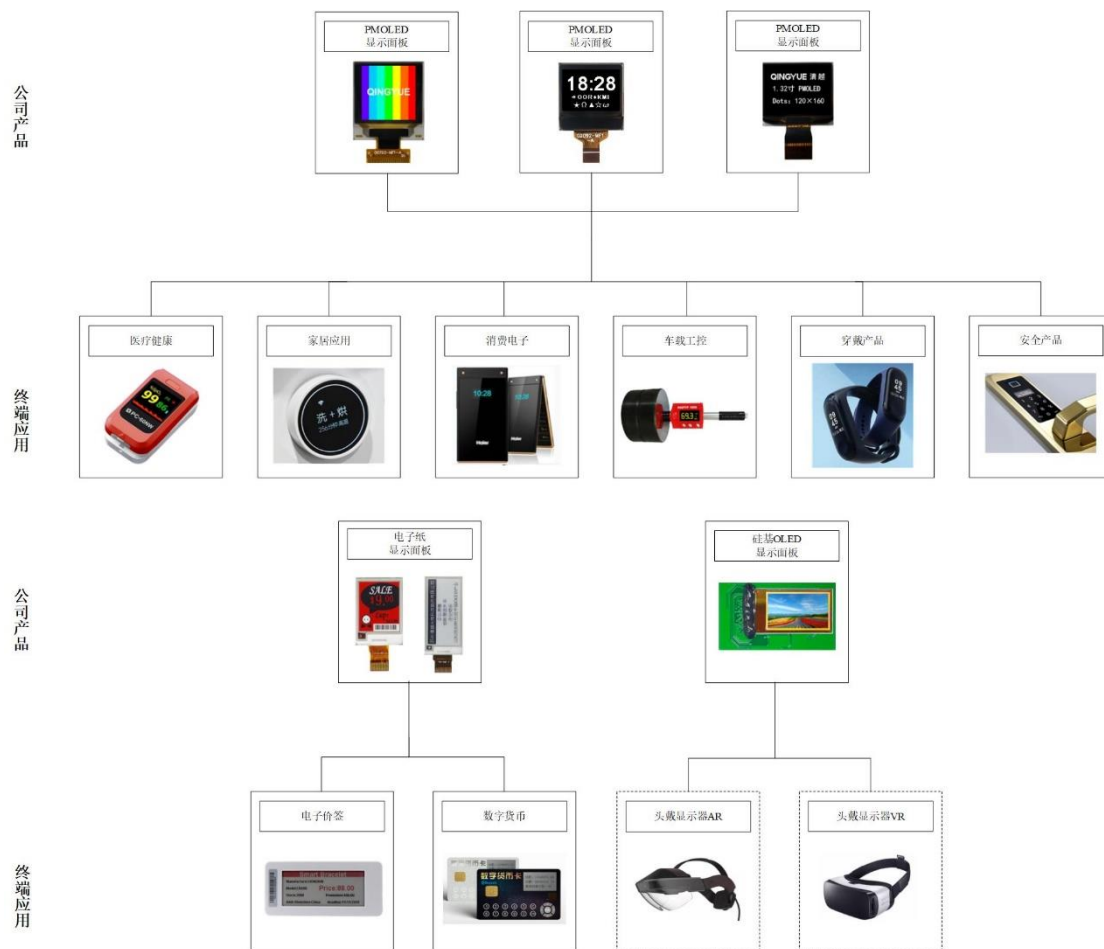 公司产品
PMOLED
显示面板
QINGYUE
PMOLED
显示面板
18:28
PMOLED
显示面板
QINGYUE 清越
1.32寸 PMOLED
Dots: 120×160
终端应用
医疗健康
99
家居应用
洗+烘
消费电子
10:28
Haier
车载工控
穿戴产品
09
45
安全产品
公司产品
电子纸
显示面板
SALE
硅基OLED
显示面板
终端应用
电子价签
Smart Bracelet
数字货币
数字货币卡
头戴显示器AR
头戴显示器VR